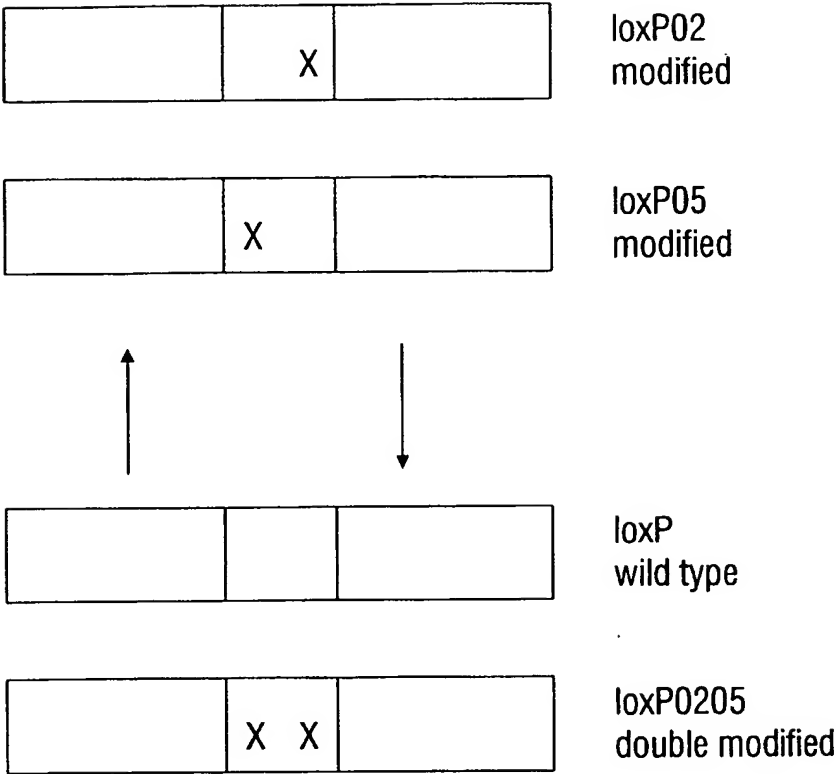 X
loxP02
modified
X
loxP05
modified
loxP
wild type
X X
loxP0205
double modified